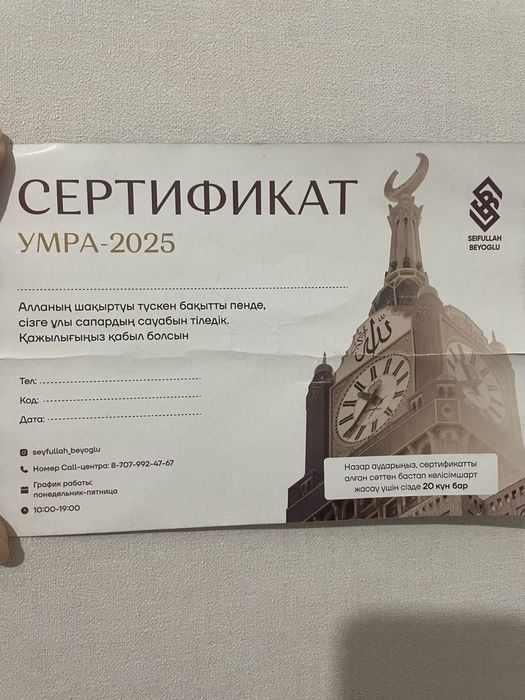 СЕРТИФИКАТ
УМРА-2025
SEIFULLAH
BEYOGLU
Алланың шақыртуы түскен бақытты пенде,
сізге ұлы сапардың сауабын тіледік.
Қажылығыңыз қабыл болсын
الله
Тел:
Код:
Дата:
seyfullah_beyoglu
Номер Call-центра: 8-707-992-47-67
График работы:
понедельник-пятница
10:00-19:00
Назар аударыңыз, сертификатты
алған сәттен бастап келісімшарт
жасау үшін сізде 20 күн бар